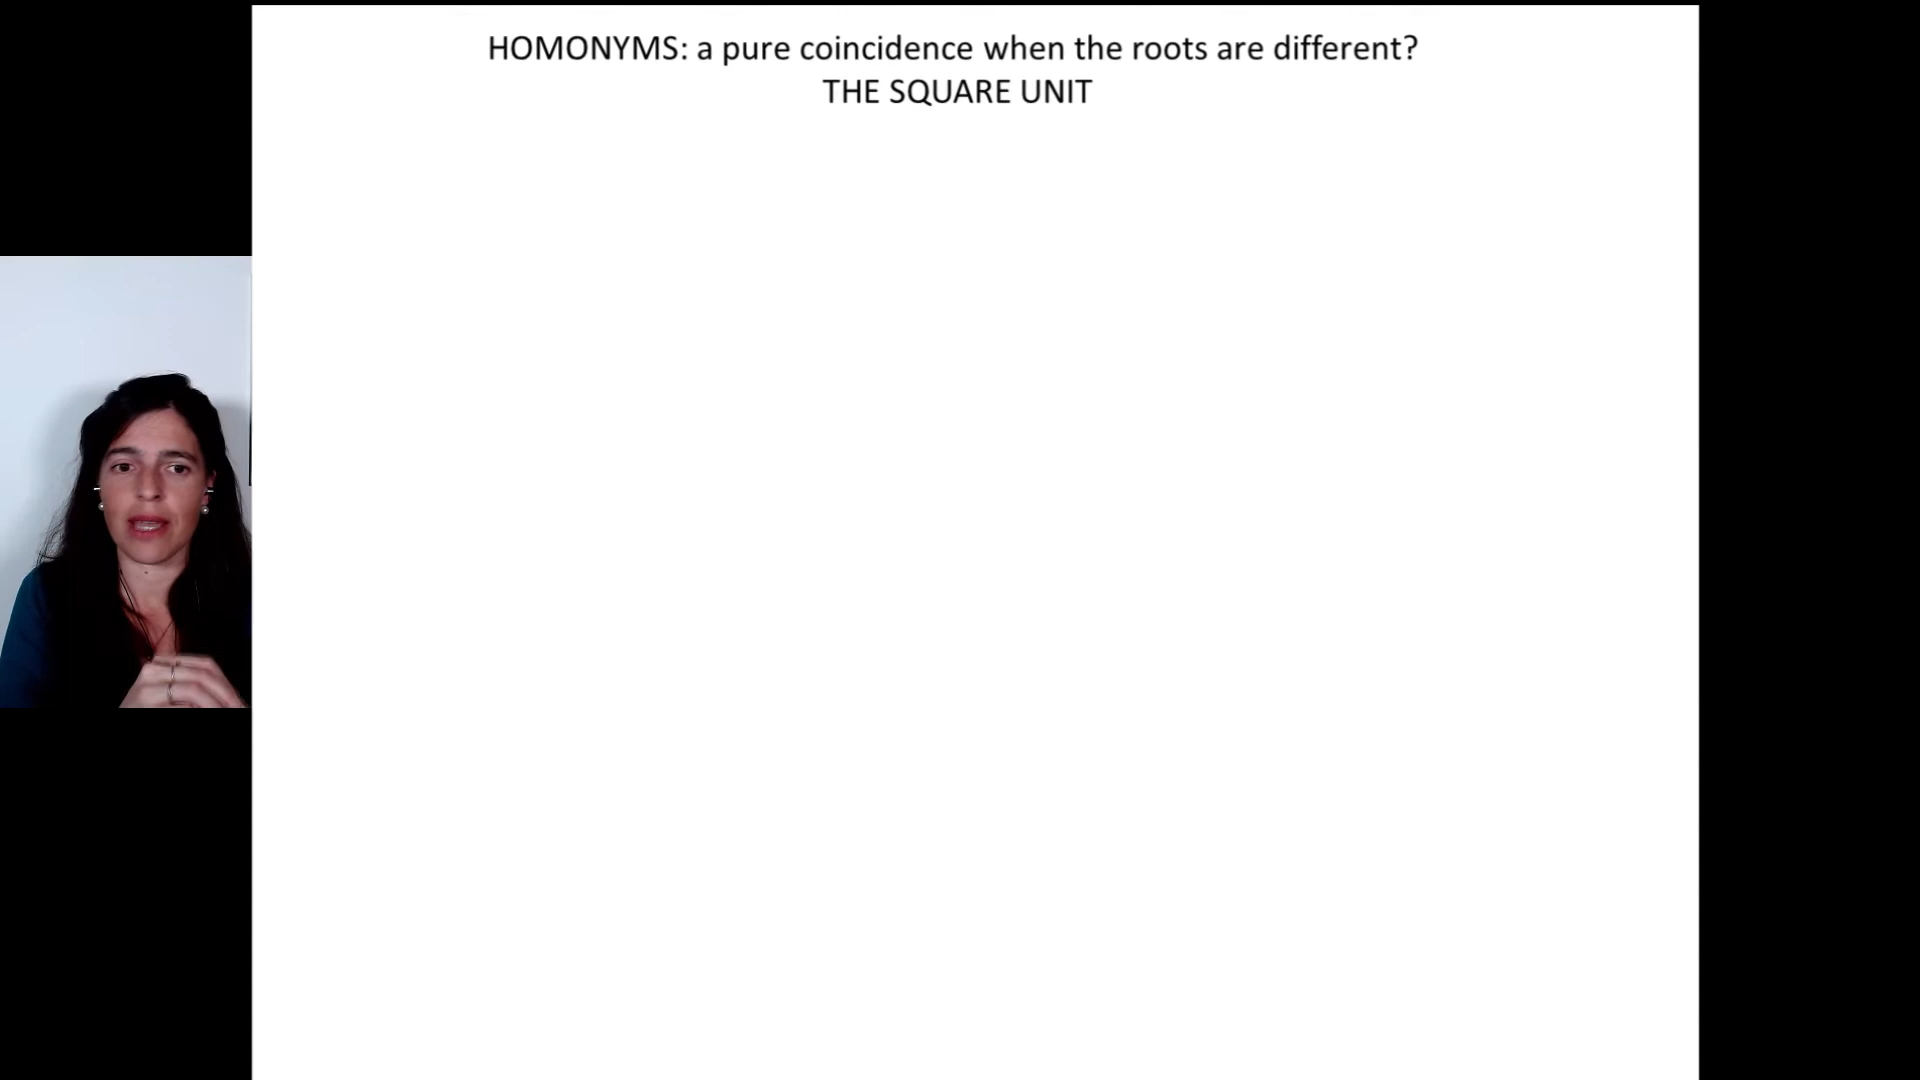 HOMONYMS: a pure coincidence when the roots are different?
THE SQUARE UNIT